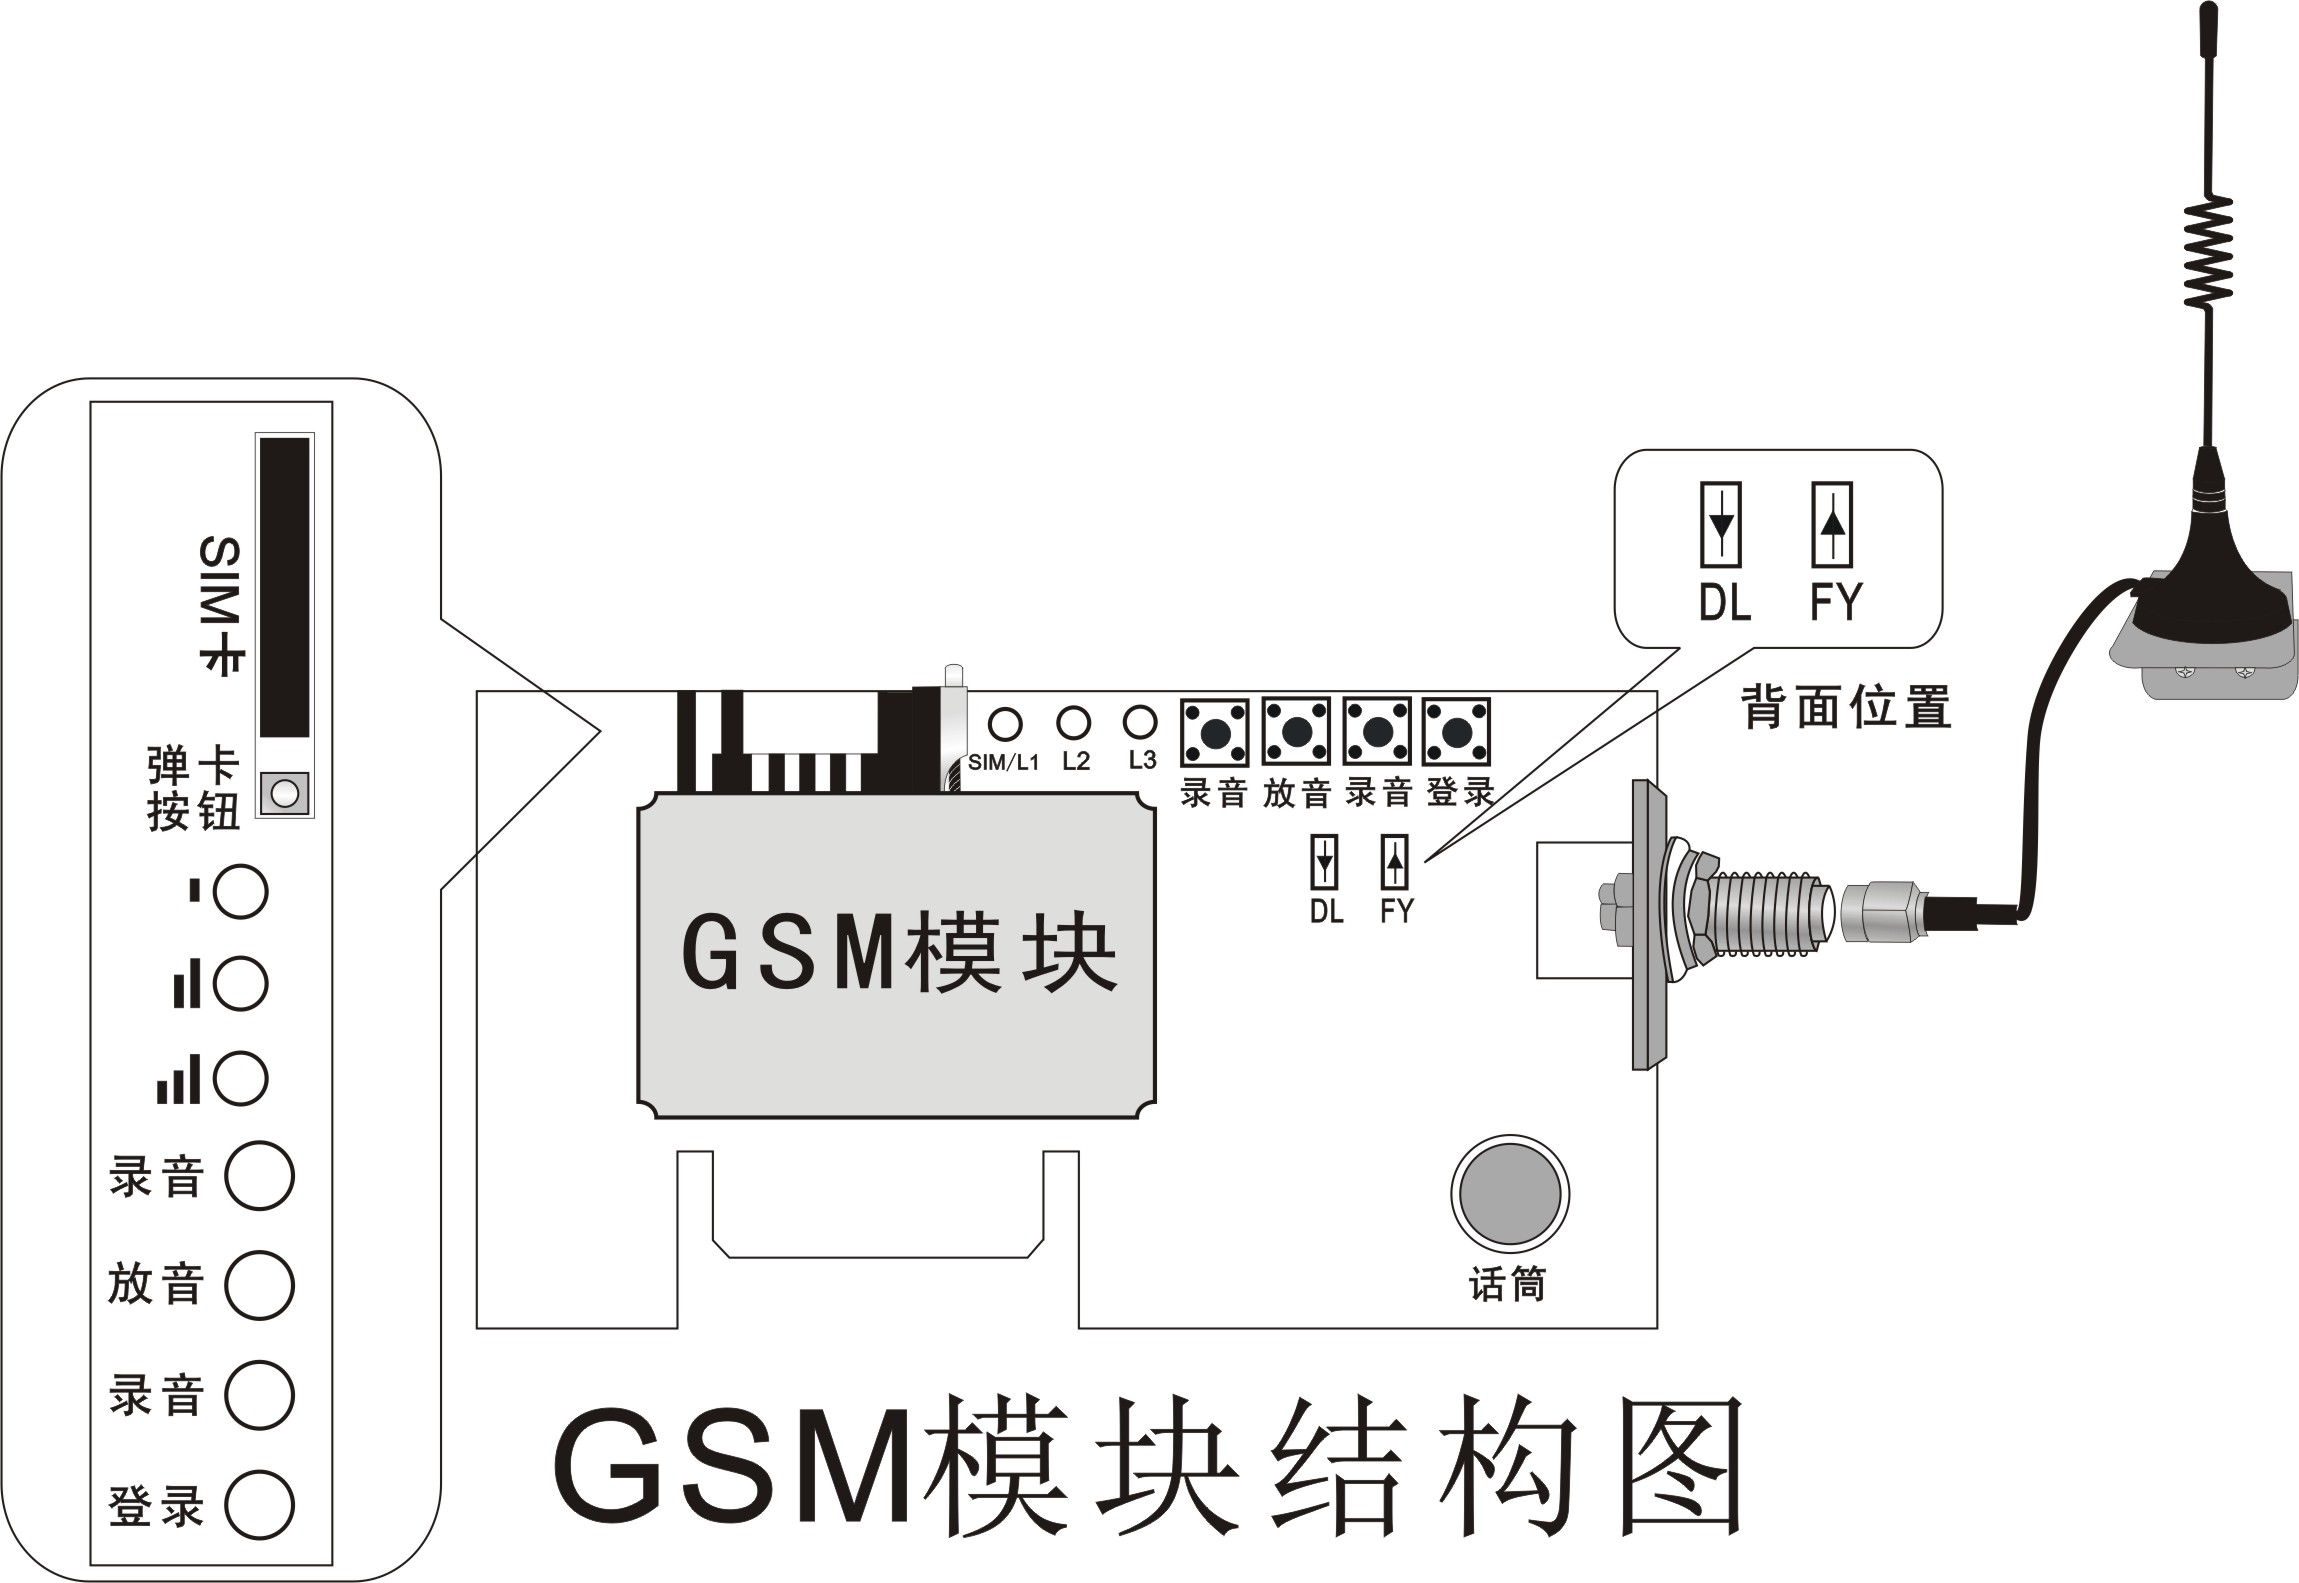 SIM卡
弹卡
按钮
录音
放音
录音
登录
SIM/L1
L2
L3
录音
放音
录音
登录
DL
FY
GSM模块
话筒
DL
FY
背面位置
GSM模块结构图